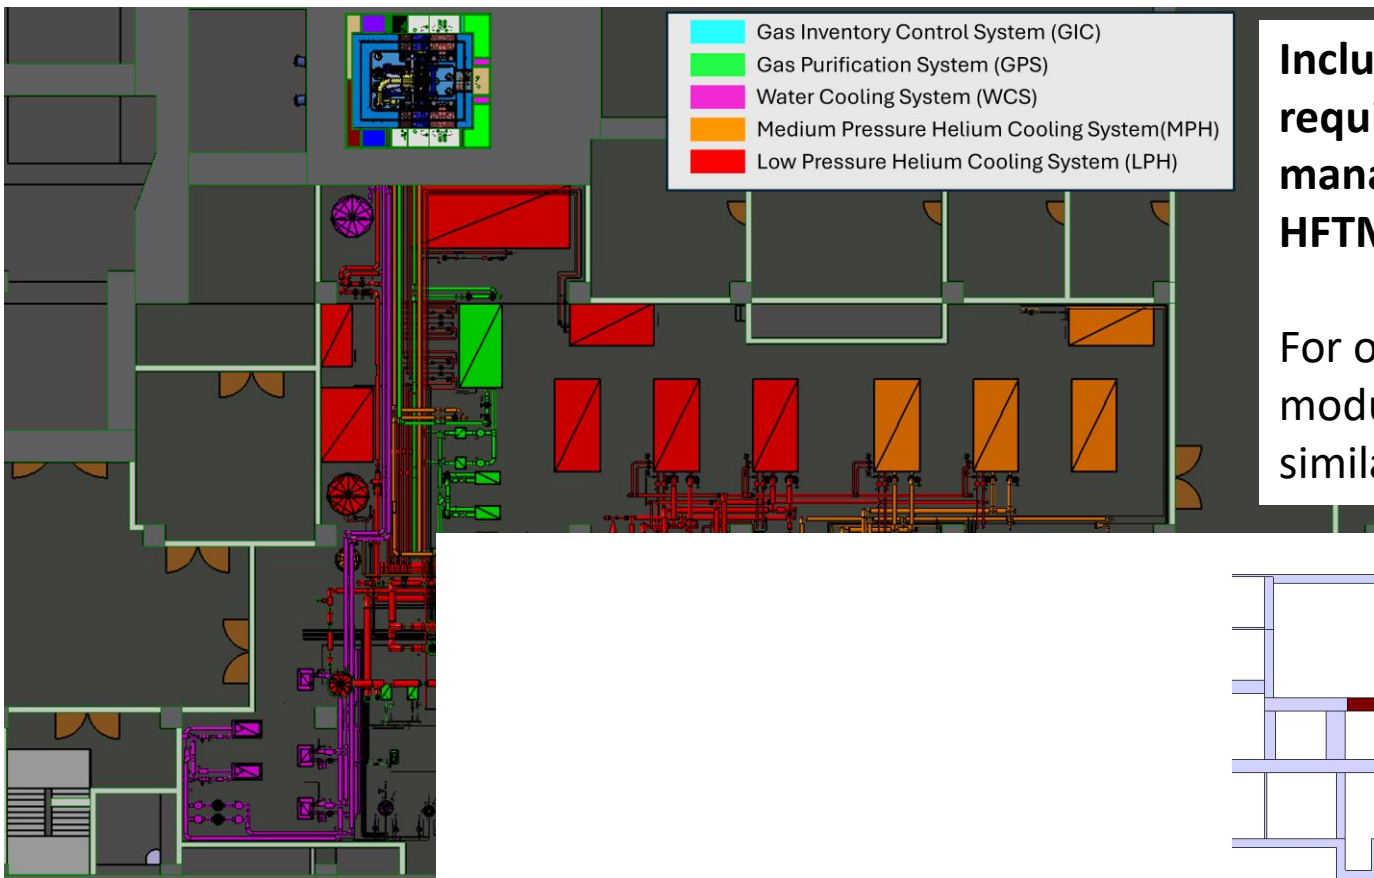 Gas Inventory Control System (GIC)
Gas Purification System (GPS)
Water Cooling System (WCS)
Medium Pressure Helium Cooling System(MPH)
Low Pressure Helium Cooling System (LPH)
For